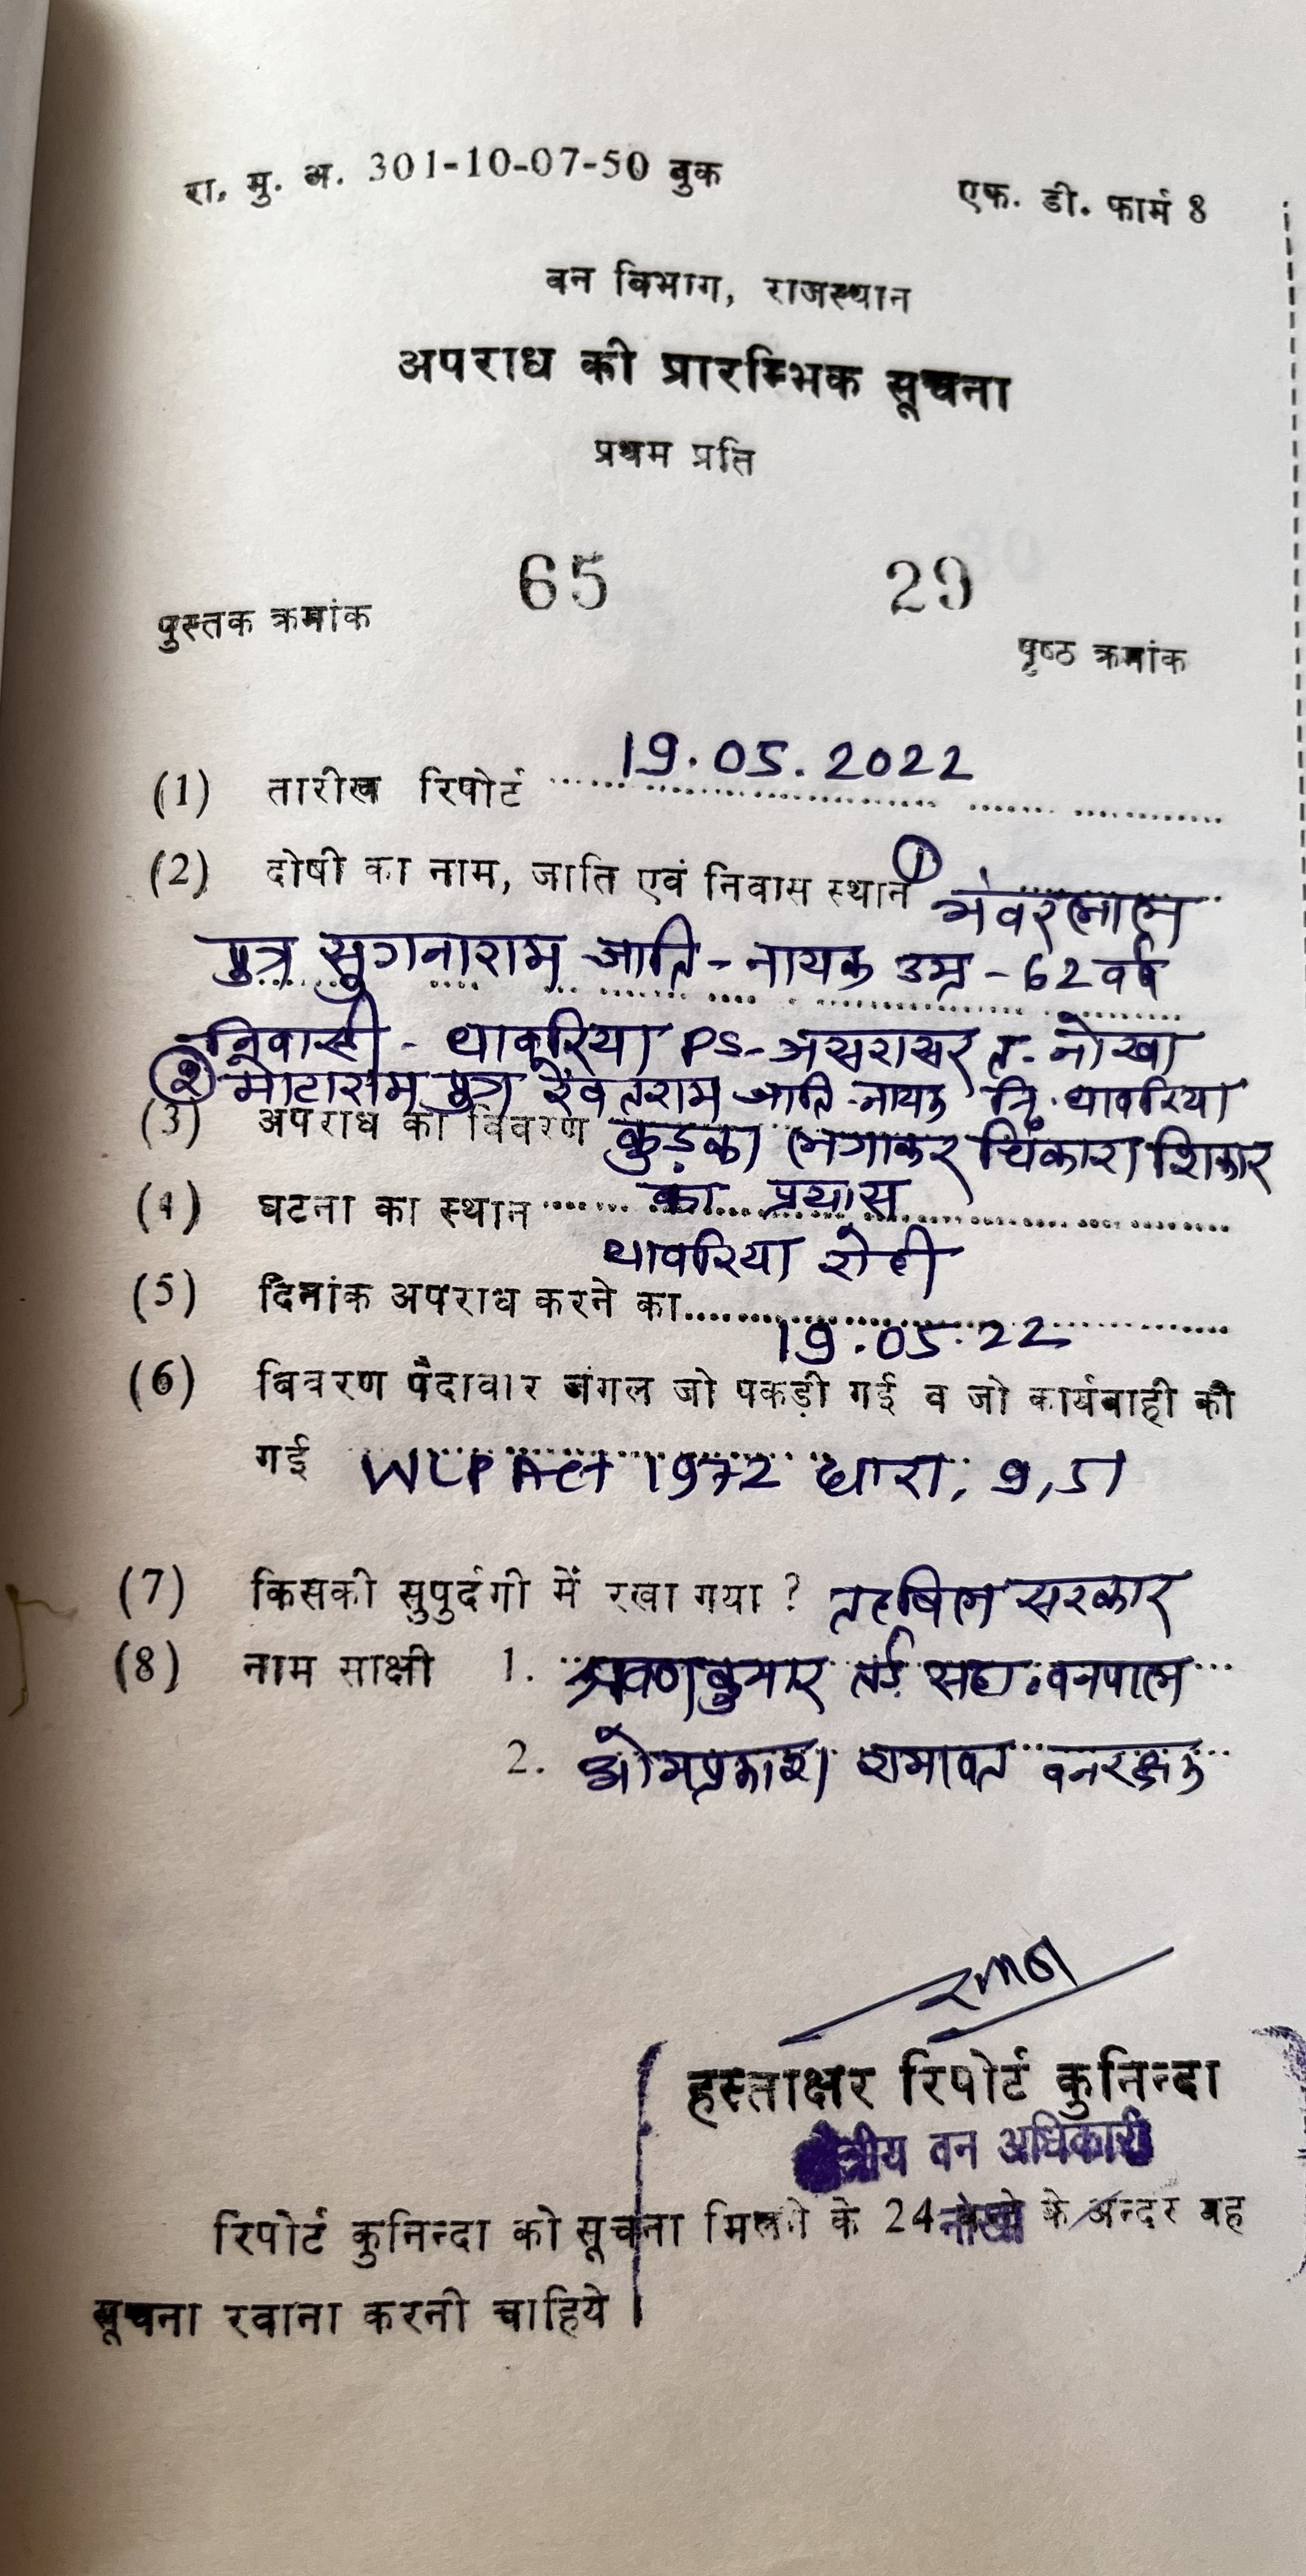 रा. मु. अ. 301-10-07-50 बुक
एफ. डी. फार्म 8
वन विभाग, राजस्थान
अपराध की प्रारम्भिक सूचना
प्रथम प्रति
65 29
पुस्तक क्रमांक
पृष्ठ क्रमांक
(1) तारीख रिपोर्ट 19.05.2022
(2) दोषी का नाम, जाति एवं निवास स्थान ① भंवरलाल
पुत्र सुगनाराम जाति - नायक उम्र - 62 वर्ष
निवासी - थावरिया PS- जसरासर त. नोखा
② मोटाराम पुत्र रेवतराम जाति - नायक नि. थावरिया
(3) अपराध का विवरण कुड़का लगाकर चिंकारा शिकार
का प्रयास
(4) घटना का स्थान
थावरिया रोही
(5) दिनांक अपराध करने का
19.05.22
(6) विवरण पैदावार जंगल जो पकड़ी गई व जो कार्यवाही की
गई WLP Act 1972 धारा, 9,51
(7) किसकी सुपुर्दगी में रखा गया ? तहबिल सरकार
(8) नाम साक्षी 1. श्रवणकुमार सहा. वनपाल
2. ओमप्रकाश रामावत वनरक्षक
हस्ताक्षर रिपोर्ट कुनिन्दा
क्षेत्रीय वन अधिकारी
नोखा
रिपोर्ट कुनिन्दा को सूचना मिलने के 24 के अन्दर वह
सूचना रवाना करनी चाहिये